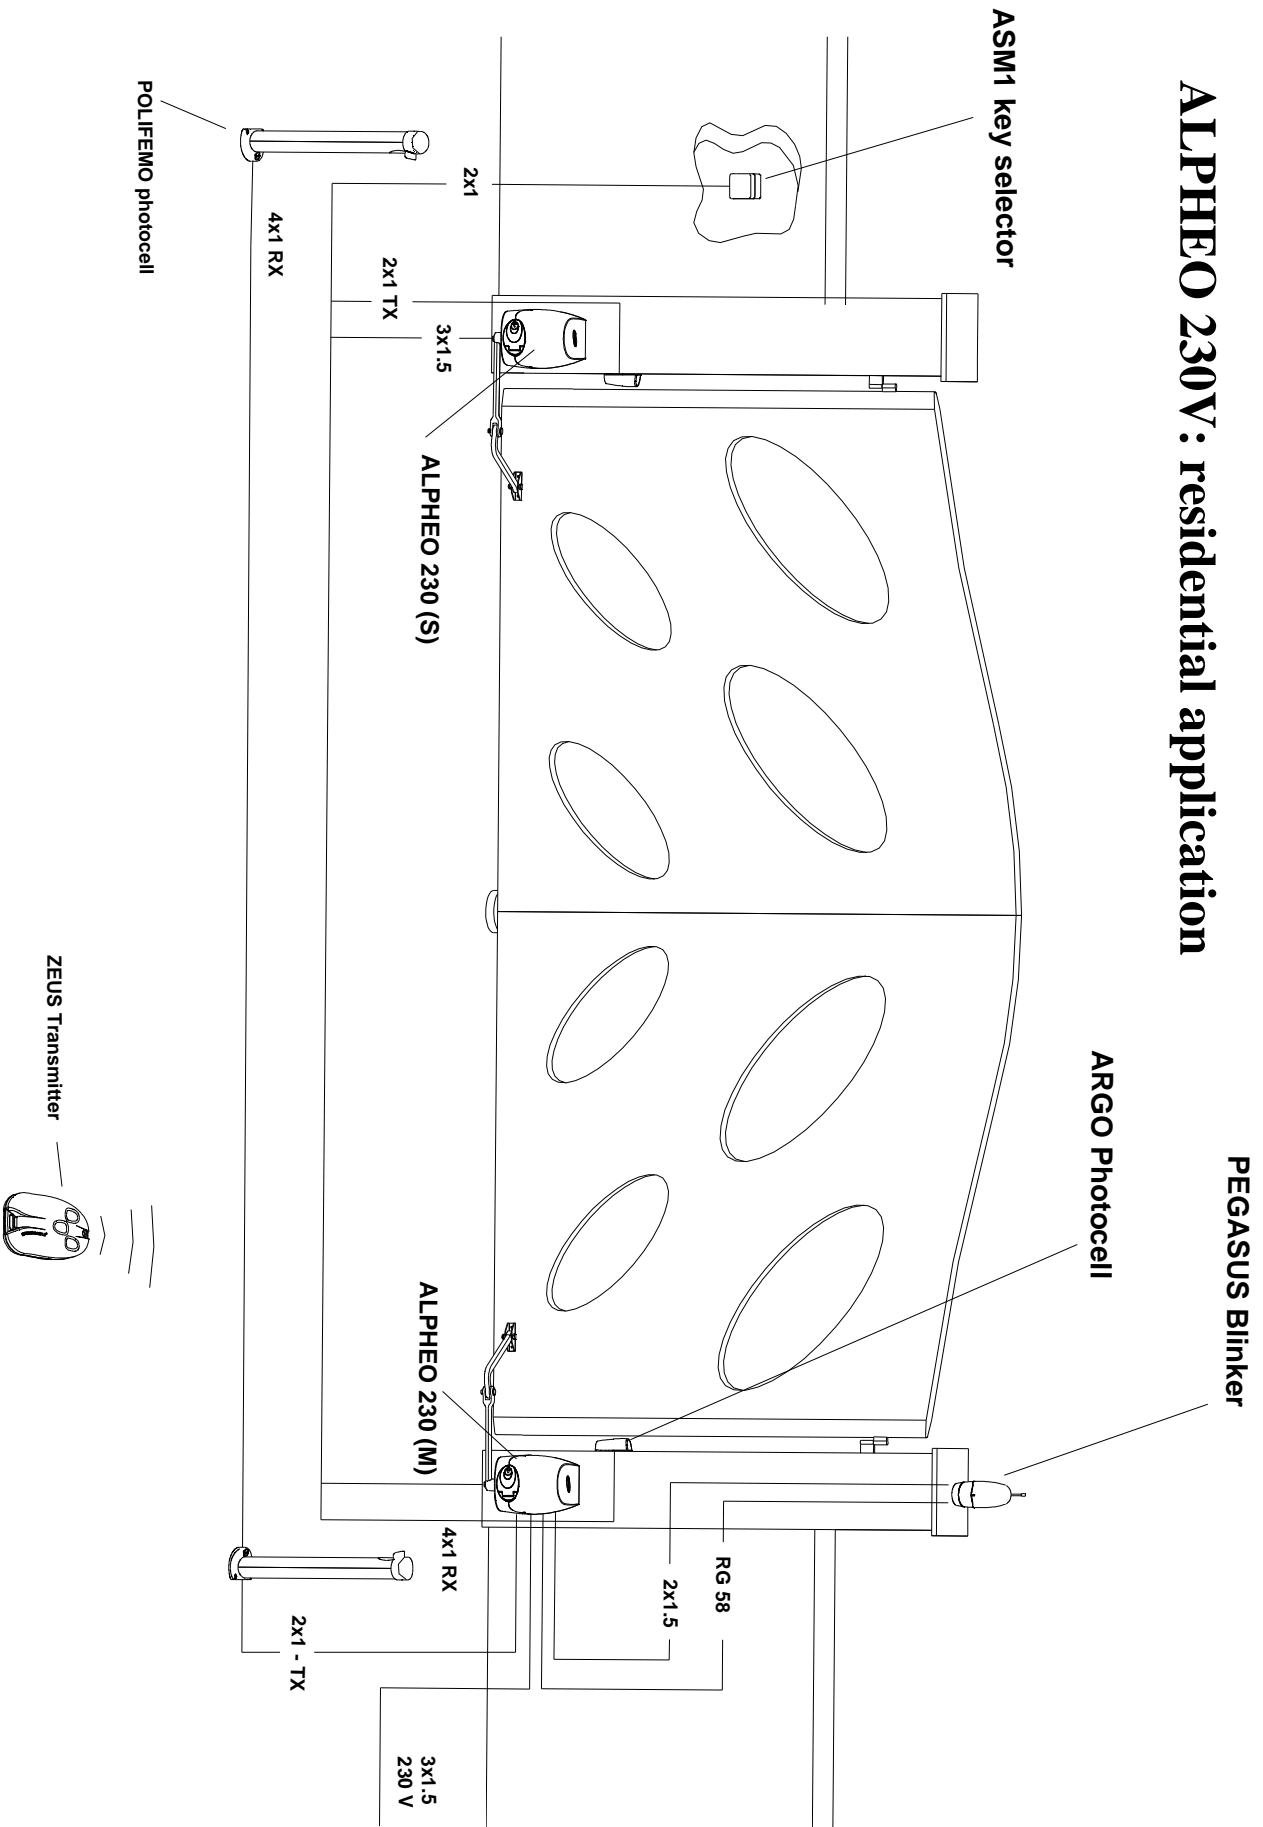 ALPHEO 230V: residential application
PEGASUS Blinker
ARGO Photocell
ASM1 key selector
RG 58
2x1.5
2x1
ALPHEO 230 (S)
ALPHEO 230 (M)
3x1.5
4x1 RX
2x1 TX
3x1.5
230 V
4x1 RX
2x1 - TX
POLIFEMO photocell
ZEUS Transmitter